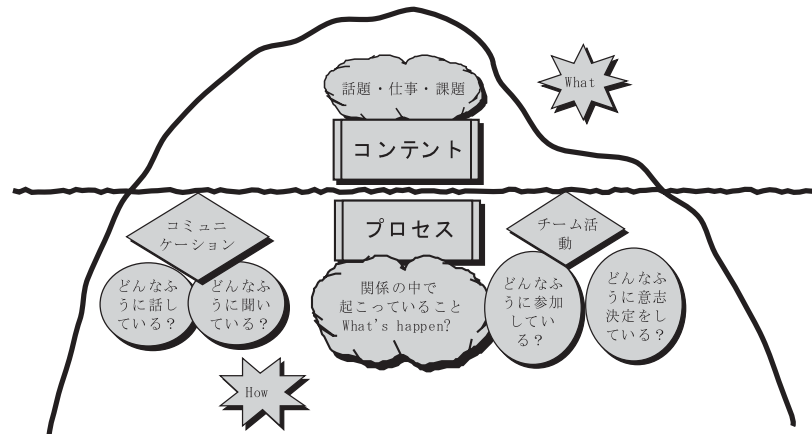 話題・仕事・課題
What
コンテント
プロセス
コミュニ
ケーション
チーム活
動
どんなふ
うに話し
ている？
どんなふ
うに聞い
ている？
関係の中で
起こっていること
What's happen?
どんなふ
うに参加
してい
る？
どんなふ
うに意志
決定をし
ている？
How